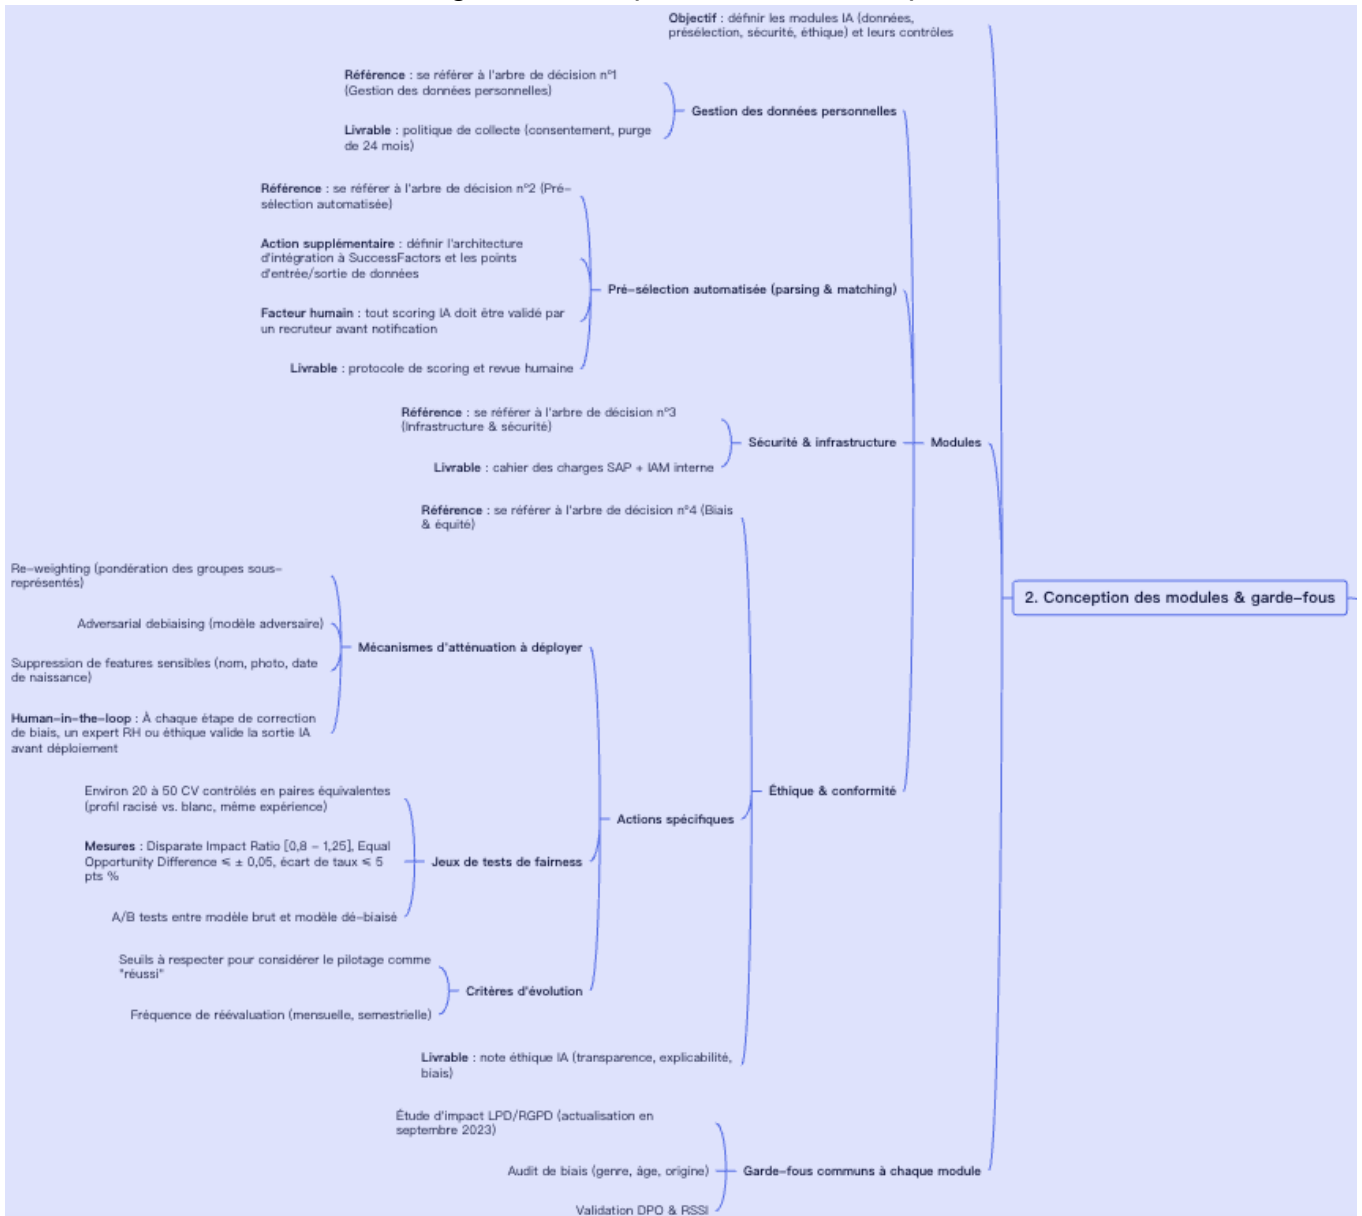 Objectif : définir les modules IA (données,
présélection, sécurité, éthique) et leurs contrôles
Référence : se référer à l'arbre de décision n°1
(Gestion des données personnelles)
Gestion des données personnelles
Livrable : politique de collecte (consentement, purge
de 24 mois)
Référence : se référer à l'arbre de décision n°2 (Pré-
sélection automatisée)
Action supplémentaire : définir l'architecture
d'intégration à SuccessFactors et les points
d'entrée/sortie de données
Pré-sélection automatisée (parsing & matching)
Facteur humain : tout scoring IA doit être validé par
un recruteur avant notification
Livrable : protocole de scoring et revue humaine
Référence : se référer à l'arbre de décision n°3
(Infrastructure & sécurité)
Sécurité & infrastructure
Modules
Livrable : cahier des charges SAP + IAM interne
Référence : se référer à l'arbre de décision n°4 (Biais
& équité)
Re-weighting (pondération des groupes sous-
représentés)
2. Conception des modules & garde-fous
Adversarial debiaising (modèle adversaire)
Mécanismes d'atténuation à déployer
Suppression de features sensibles (nom, photo, date
de naissance)
Human-in-the-loop : À chaque étape de correction
de biais, un expert RH ou éthique valide la sortie IA
avant déploiement
Environ 20 à 50 CV contrôlés en paires équivalentes
(profil racisé vs. blanc, même expérience)
Éthique & conformité
Actions spécifiques
Mesures : Disparate Impact Ratio [0,8 - 1,25], Equal
Opportunity Difference ⩽ ± 0,05, écart de taux ⩽ 5
pts %
Jeux de tests de fairness
A/B tests entre modèle brut et modèle dé-biaisé
Seuils à respecter pour considérer le pilotage comme
"réussi"
Critères d'évolution
Fréquence de réévaluation (mensuelle, semestrielle)
Livrable : note éthique IA (transparence, explicabilité,
biais)
Étude d'impact LPD/RGPD (actualisation en
septembre 2023)
Audit de biais (genre, âge, origine)
Garde-fous communs à chaque module
Validation DPO & RSSI